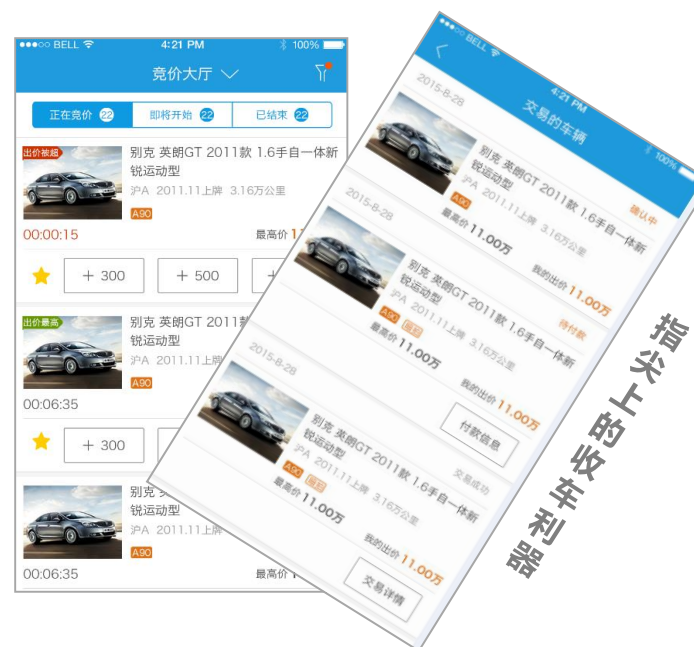 BELL 4:21 PM 100%
竞价大厅
正在竞价 22 即将开始 22 已结束 22
出价被超
别克 英朗GT 2011款 1.6手自一体新
锐运动型
沪A 2011.11上牌 3.16万公里
A90
00:00:15 最高价
+ 300 + 500 +
出价最高
别克 英朗GT 2011款
锐运动型
沪A 2011.11上牌
A90
00:06:35
+ 300
别克
锐运动型
沪A 2011.11上牌
A90
00:06:35 最高价
BELL 4:21 PM 100%
交易的车辆
2015-8-28 确认中
别克 英朗GT 2011款 1.6手自一体新
锐运动型
沪A 2011.11上牌 3.16万公里
A90
最高价 11.00万 我的出价 11.00万
2015-8-28 待付款
别克 英朗GT 2011款 1.6手自一体新
锐运动型
沪A 2011.11上牌 3.16万公里
A90
最高价 11.00万 我的出价 11.00万
付款信息
2015-8-28 交易成功
别克 英朗GT 2011款 1.6手自一体新
锐运动型
沪A 2011.11上牌 3.16万公里
A90
最高价 11.00万 我的出价 11.00万
交易详情
指尖上的收车利器